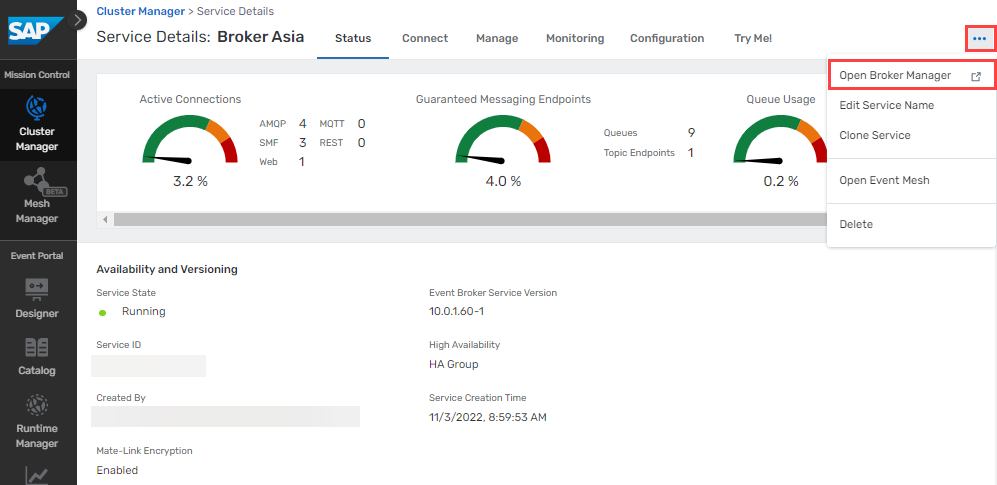 SAP
Cluster Manager > Service Details
Service Details: Broker Asia
Status
Connect
Manage
Monitoring
Configuration
Try Me!
Open Broker Manager
Edit Service Name
Clone Service
Open Event Mesh
Delete
Mission Control
Cluster
Manager
BETA
Mesh
Manager
Event Portal
Designer
Catalog
Runtime
Manager
Active Connections
AMQP 4 MQTT 0
SMF 3 REST 0
Web 1
3.2 %
Guaranteed Messaging Endpoints
Queues 9
Topic Endpoints 1
4.0 %
Queue Usage
0.2 %
Availability and Versioning
Service State
Running
Event Broker Service Version
10.0.1.60-1
Service ID
High Availability
HA Group
Created By
Service Creation Time
11/3/2022, 8:59:53 AM
Mate-Link Encryption
Enabled